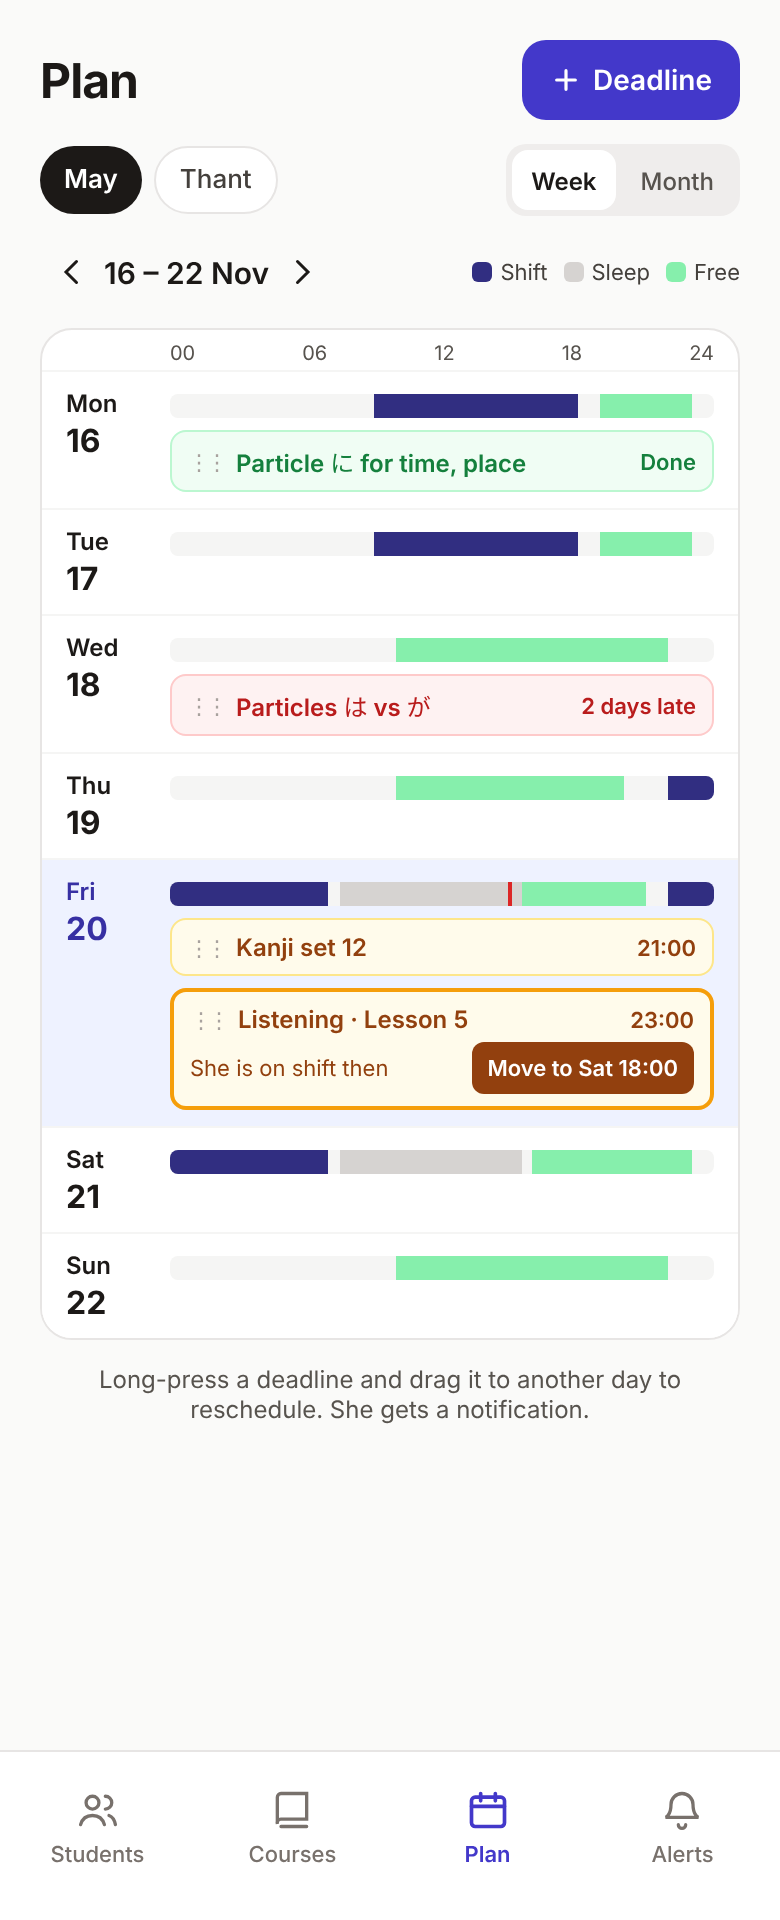 Plan
+ Deadline
May
Thant
Week
Month
16 – 22 Nov
Shift
Sleep
Free
00 06 12 18 24
Mon
16
Particle に for time, place
Done
Tue
17
Wed
18
Particles は vs が
2 days late
Thu
19
Fri
20
Kanji set 12
21:00
Listening · Lesson 5
23:00
She is on shift then
Move to Sat 18:00
Sat
21
Sun
22
Long-press a deadline and drag it to another day to
reschedule. She gets a notification.
Students
Courses
Plan
Alerts